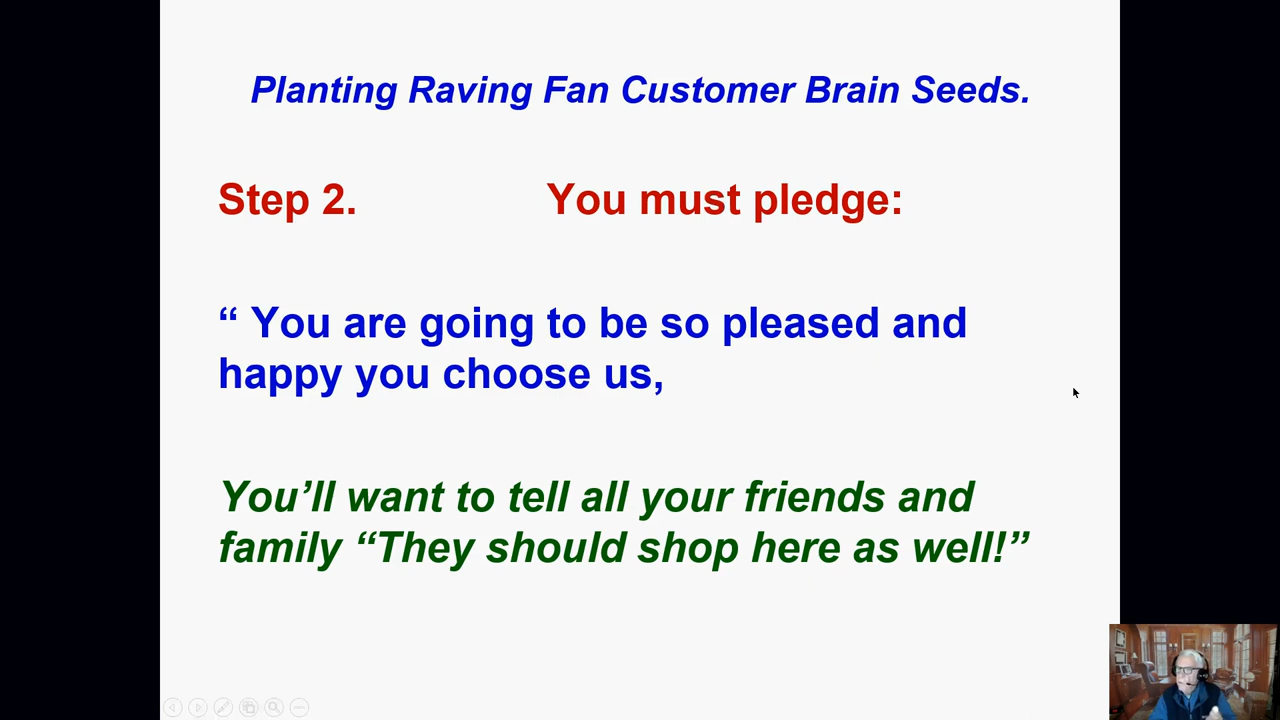 Planting Raving Fan Customer Brain Seeds.
Step 2. You must pledge:
“ You are going to be so pleased and
happy you choose us,
You’ll want to tell all your friends and
family “They should shop here as well!”